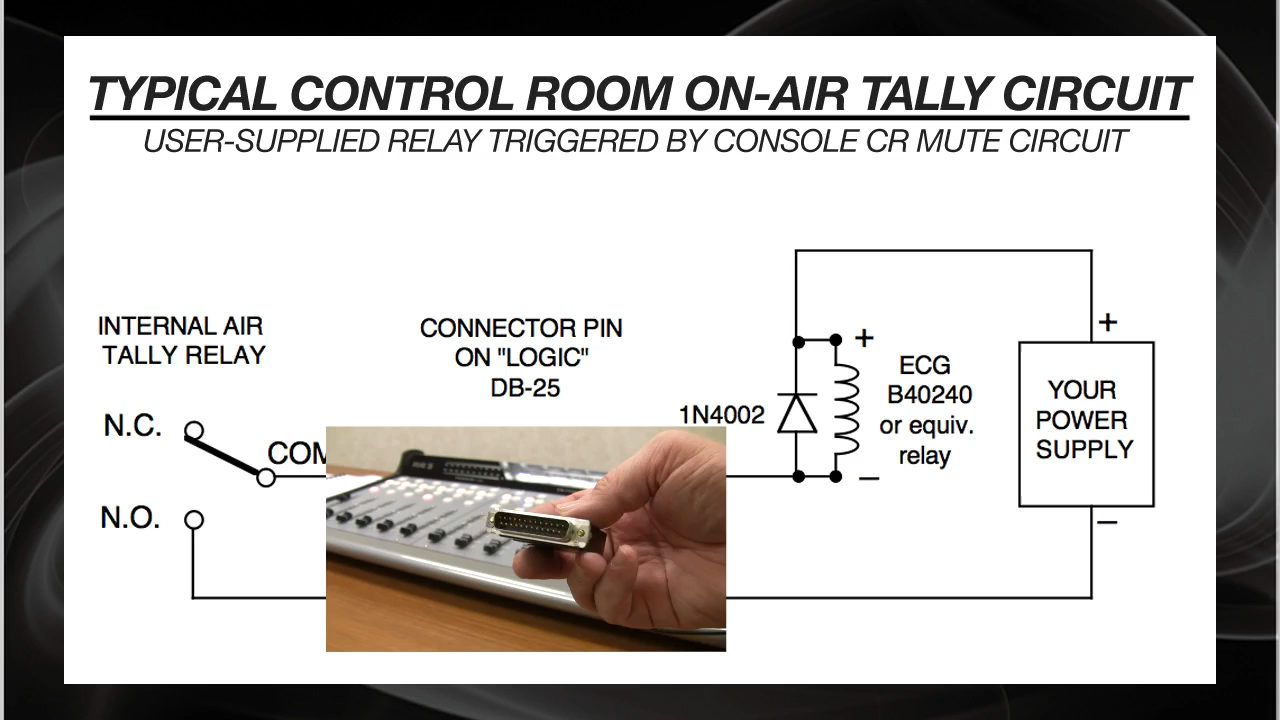 TYPICAL CONTROL ROOM ON-AIR TALLY CIRCUIT
USER-SUPPLIED RELAY TRIGGERED BY CONSOLE CR MUTE CIRCUIT
INTERNAL AIR
TALLY RELAY
CONNECTOR PIN
ON "LOGIC"
DB-25
N.C.
COM
N.O.
1N4002
+
−
ECG
B40240
or equiv.
relay
+
YOUR
POWER
SUPPLY
−